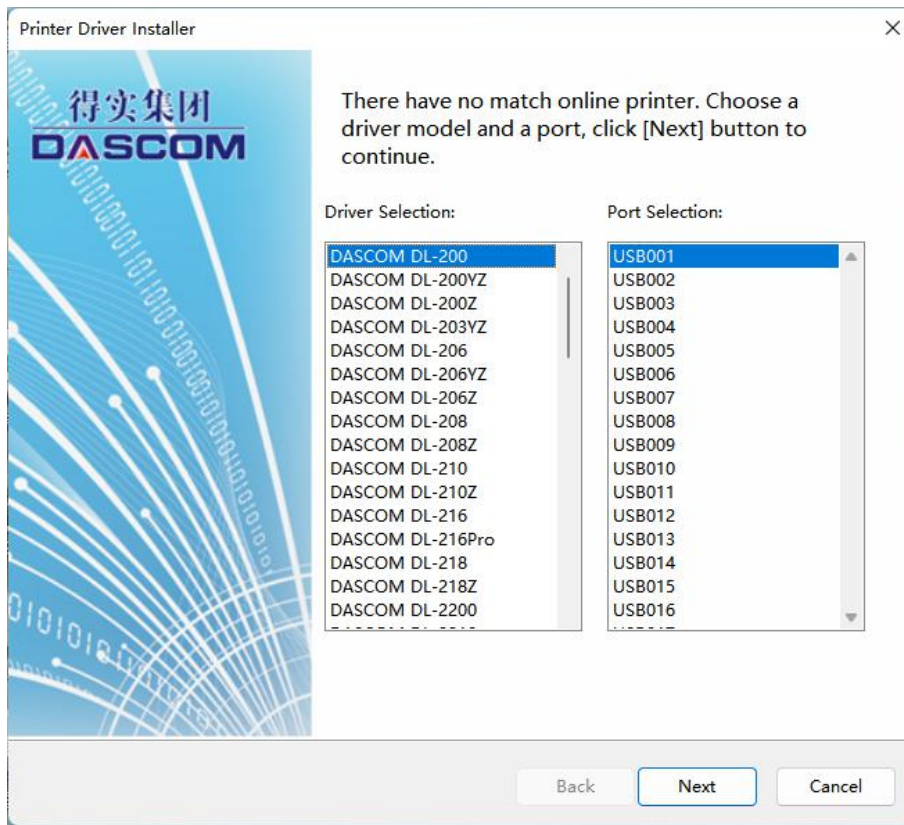 Printer Driver Installer
得实集团
DASCOM
There have no match online printer. Choose a
driver model and a port, click [Next] button to
continue.
Driver Selection:
Port Selection:
DASCOM DL-200
DASCOM DL-200YZ
DASCOM DL-200Z
DASCOM DL-203YZ
DASCOM DL-206
DASCOM DL-206YZ
DASCOM DL-206Z
DASCOM DL-208
DASCOM DL-208Z
DASCOM DL-210
DASCOM DL-210Z
DASCOM DL-216
DASCOM DL-216Pro
DASCOM DL-218
DASCOM DL-218Z
DASCOM DL-2200
USB001
USB002
USB003
USB004
USB005
USB006
USB007
USB008
USB009
USB010
USB011
USB012
USB013
USB014
USB015
USB016
Back
Next
Cancel